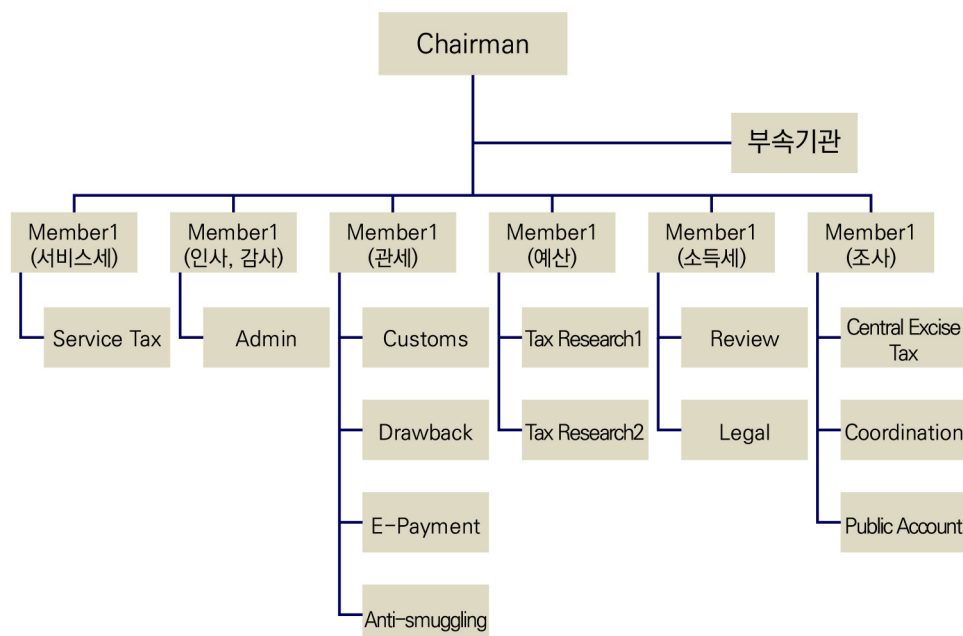 Chairman
부속기관
Member1
(서비스세)
Member1
(인사, 감사)
Member1
(관세)
Member1
(예산)
Member1
(소득세)
Member1
(조사)
Service Tax
Admin
Customs
Tax Research1
Review
Central Excise
Tax
Drawback
Tax Research2
Legal
Coordination
E-Payment
Public Account
Anti-smuggling